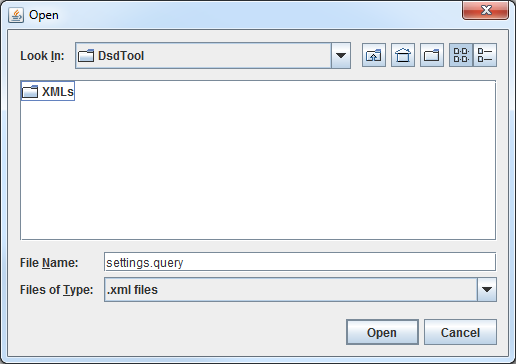 Open
Look In: DsdTool
XMLs
File Name: settings.query
Files of Type: .xml files
Open Cancel